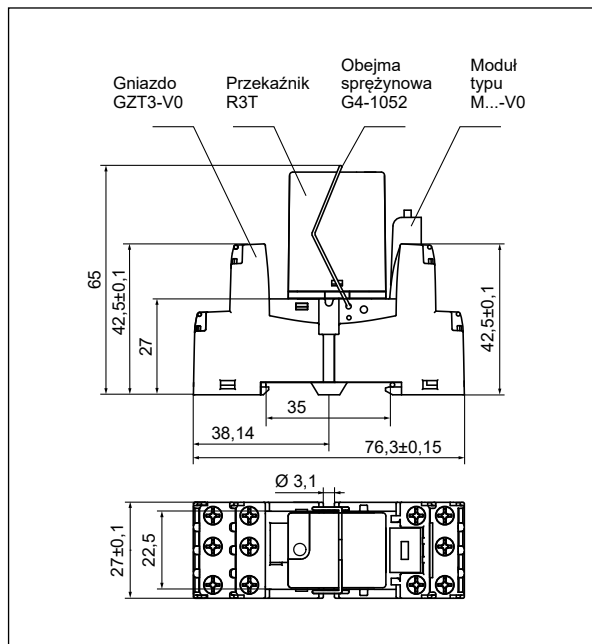 Gniazdo
GZT3-V0
Przekaźnik
R3T
Obejma
sprężynowa
G4-1052
Moduł
typu
M...-V0
65
42,5±0,1
27
42,5±0,1
35
38,14
76,3±0,15
Ø 3,1
27±0,1
22,5